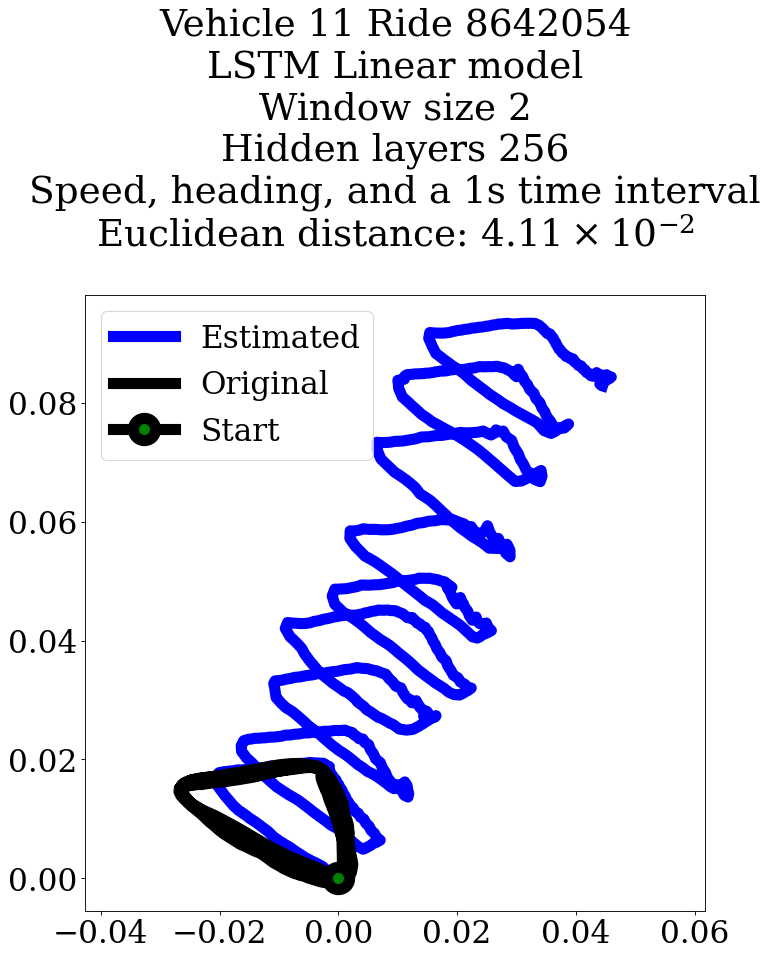 Vehicle 11 Ride 8642054
LSTM Linear model
Window size 2
Hidden layers 256
Speed, heading, and a 1s time interval
Euclidean distance: 4.11 × 10⁻²
Estimated
Original
Start
0.08
0.06
0.04
0.02
0.00
−0.04 −0.02 0.00 0.02 0.04 0.06